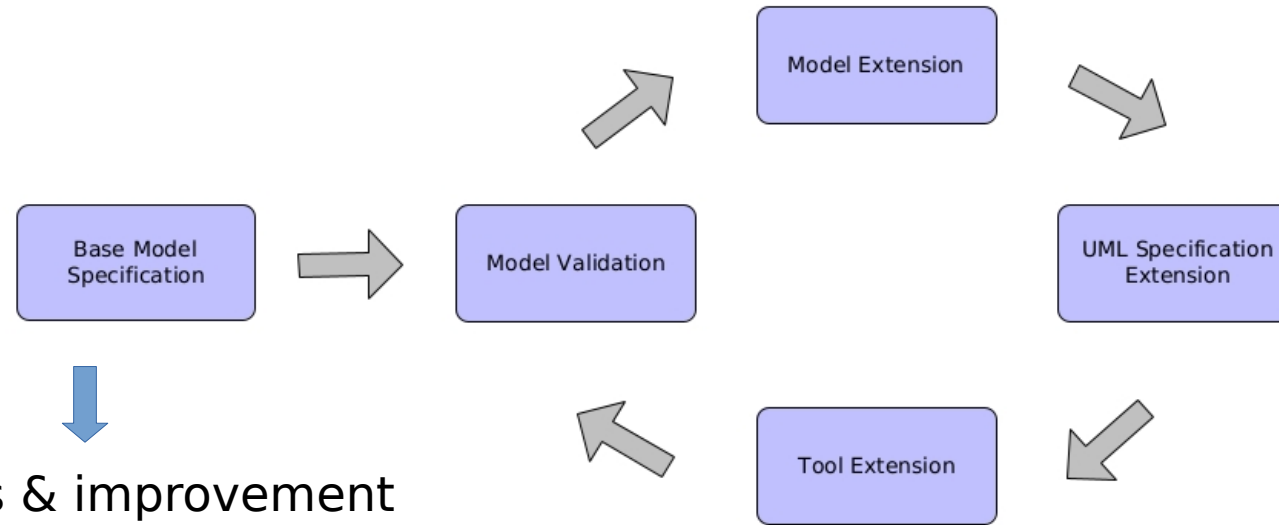 Model Extension
Base Model
Specification
Model Validation
UML Specification
Extension
Tool Extension
s & improvement